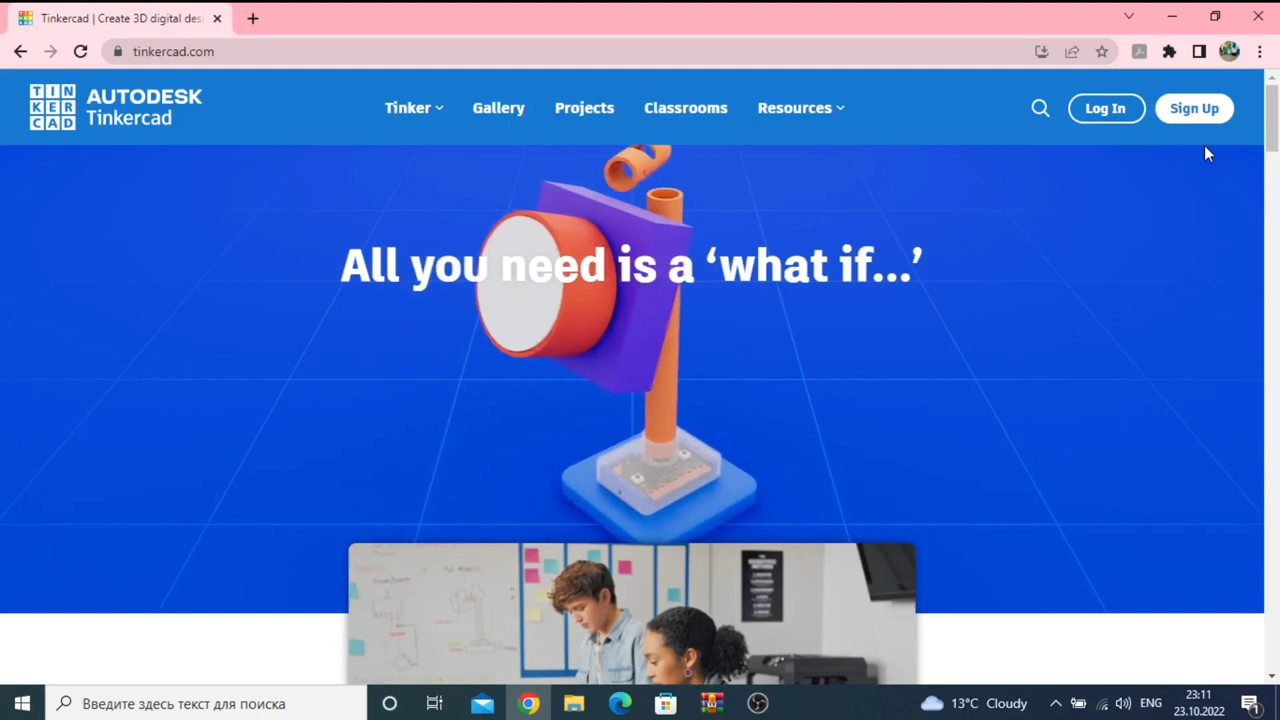 Tinkercad | Create 3D digital des
tinkercad.com
TIN
KER
CAD
AUTODESK
Tinkercad
Tinker
Gallery
Projects
Classrooms
Resources
Log In
Sign Up
All you need is a ‘what if...’
Введите здесь текст для поиска
13°C Cloudy
ENG
23:11
23.10.2022
1